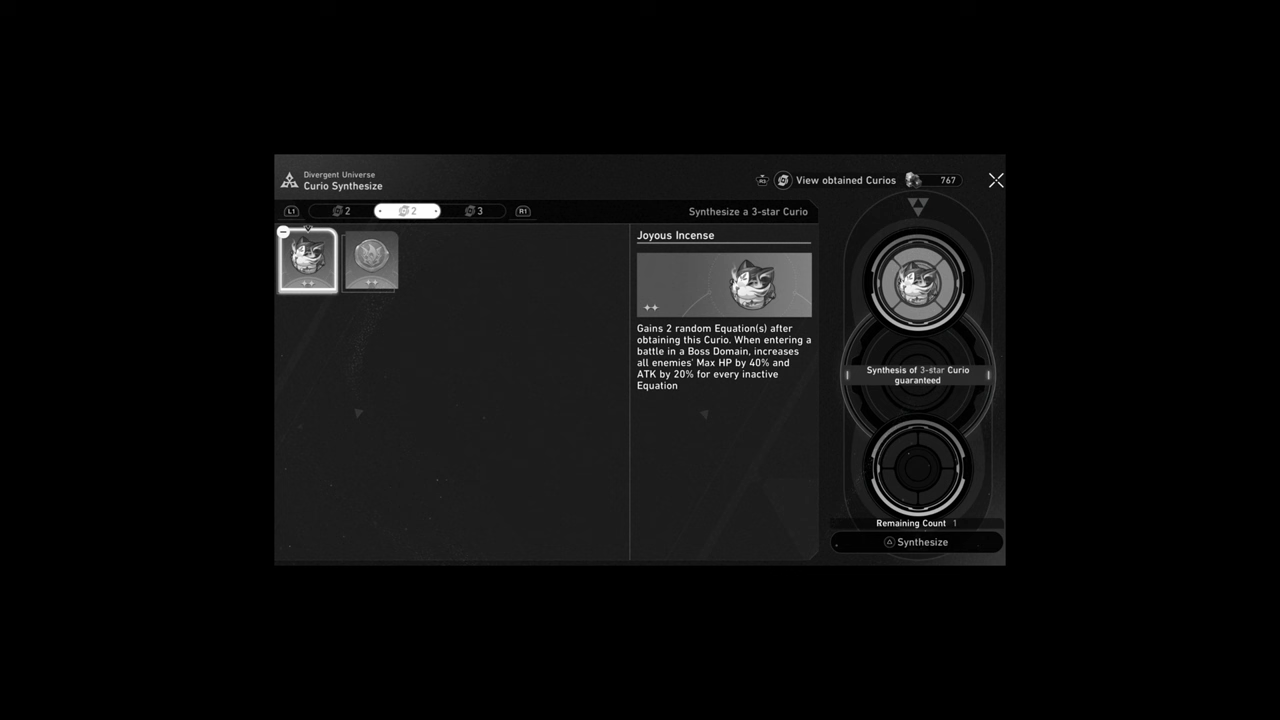 Divergent Universe
Curio Synthesize
R3
View obtained Curios
767
L1
2
2
3
R1
Synthesize a 3-star Curio
Joyous Incense
Gains 2 random Equation(s) after
obtaining this Curio. When entering a
battle in a Boss Domain, increases
all enemies' Max HP by 40% and
ATK by 20% for every inactive
Equation
Synthesis of 3-star Curio
guaranteed
Remaining Count 1
Synthesize